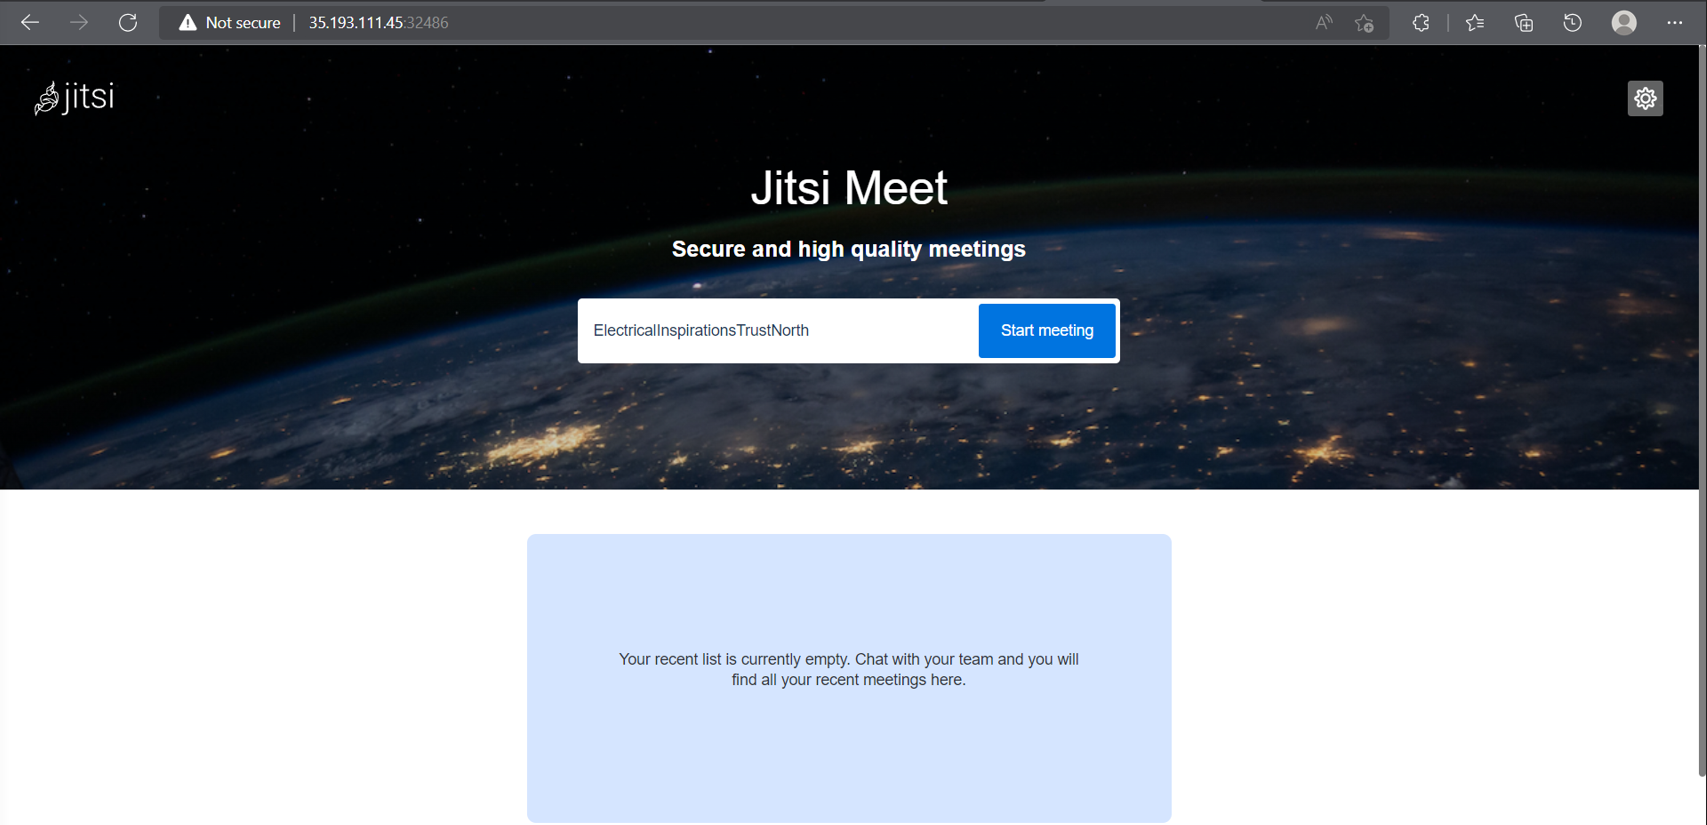 Not secure | 35.193.111.45:32486
jitsi
Jitsi Meet
Secure and high quality meetings
ElectricalInspirationsTrustNorth
Start meeting
Your recent list is currently empty. Chat with your team and you will
find all your recent meetings here.